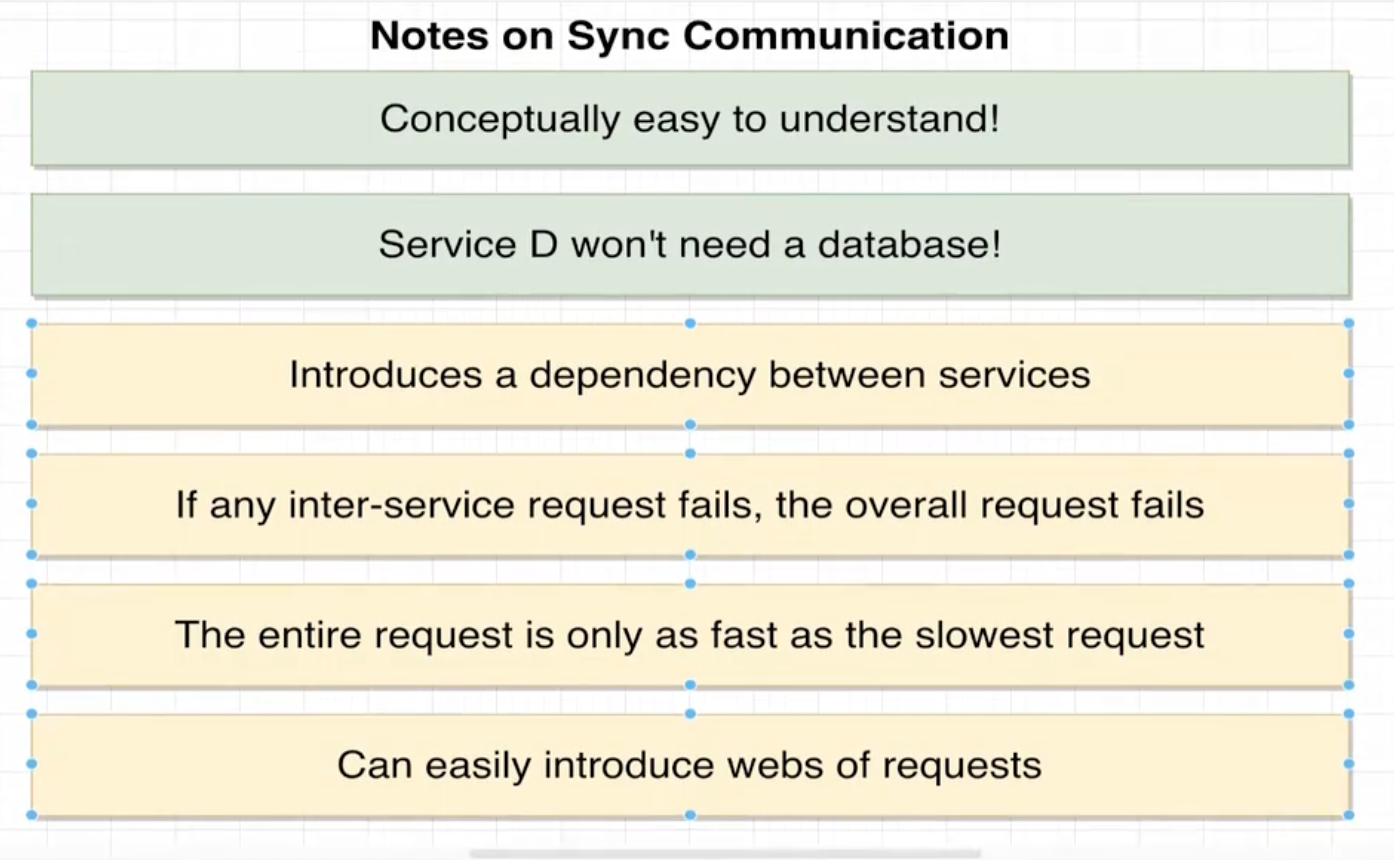 Notes on Sync Communication
Conceptually easy to understand!
Service D won't need a database!
Introduces a dependency between services
If any inter-service request fails, the overall request fails
The entire request is only as fast as the slowest request
Can easily introduce webs of requests